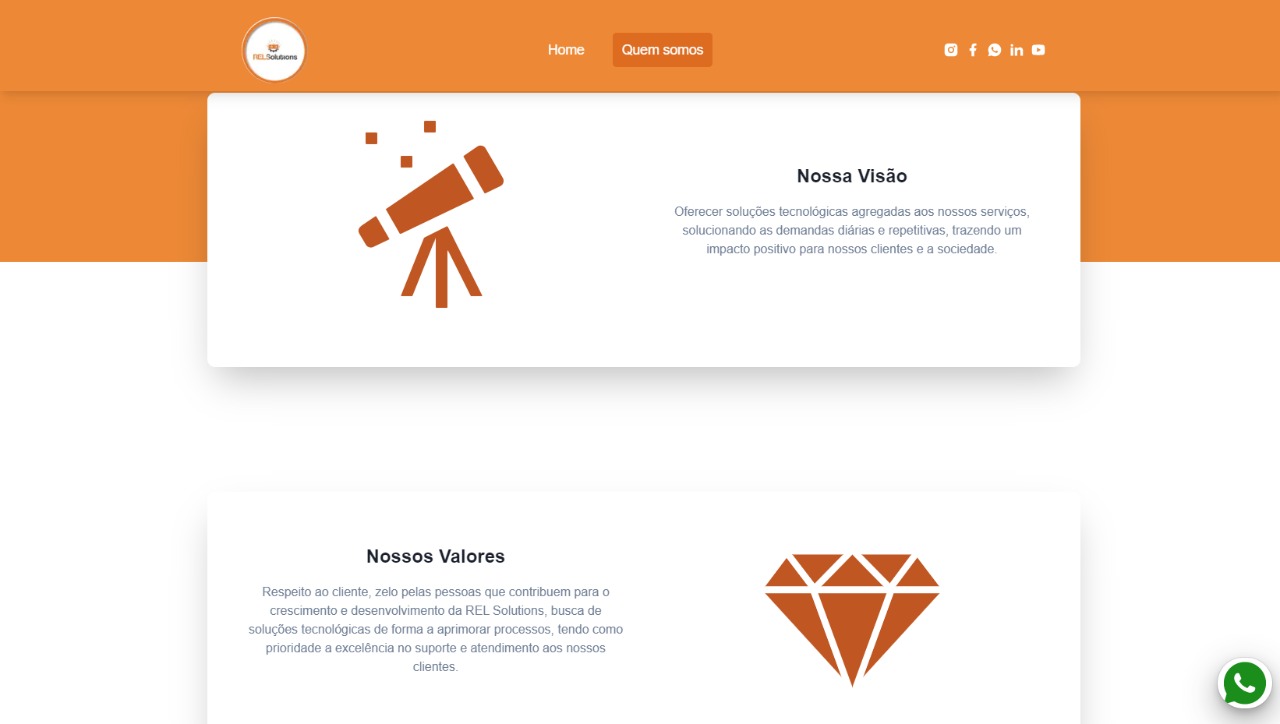 RELSolutions
Home
Quem somos
Nossa Visão
Oferecer soluções tecnológicas agregadas aos nossos serviços,
solucionando as demandas diárias e repetitivas, trazendo um
impacto positivo para nossos clientes e a sociedade.
Nossos Valores
Respeito ao cliente, zelo pelas pessoas que contribuem para o
crescimento e desenvolvimento da REL Solutions, busca de
soluções tecnológicas de forma a aprimorar processos, tendo como
prioridade a excelência no suporte e atendimento aos nossos
clientes.